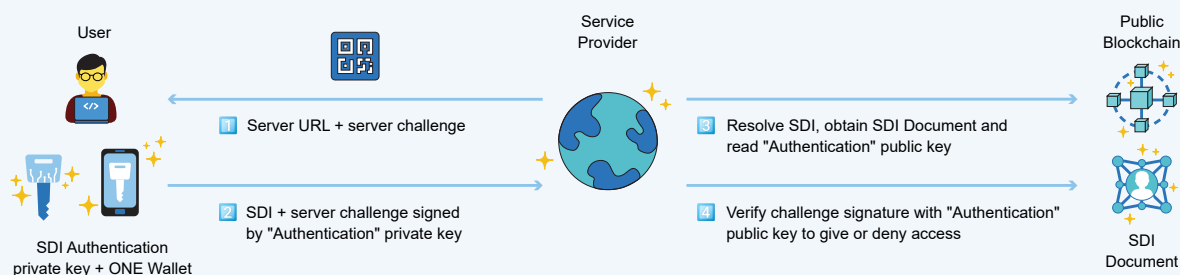 User
Service
Provider
Public
Blockchain
</>
1 Server URL + server challenge
3 Resolve SDI, obtain SDI Document and
read "Authentication" public key
2 SDI + server challenge signed
by "Authentication" private key
4 Verify challenge signature with "Authentication"
public key to give or deny access
SDI Authentication
private key + ONE Wallet
SDI
Document